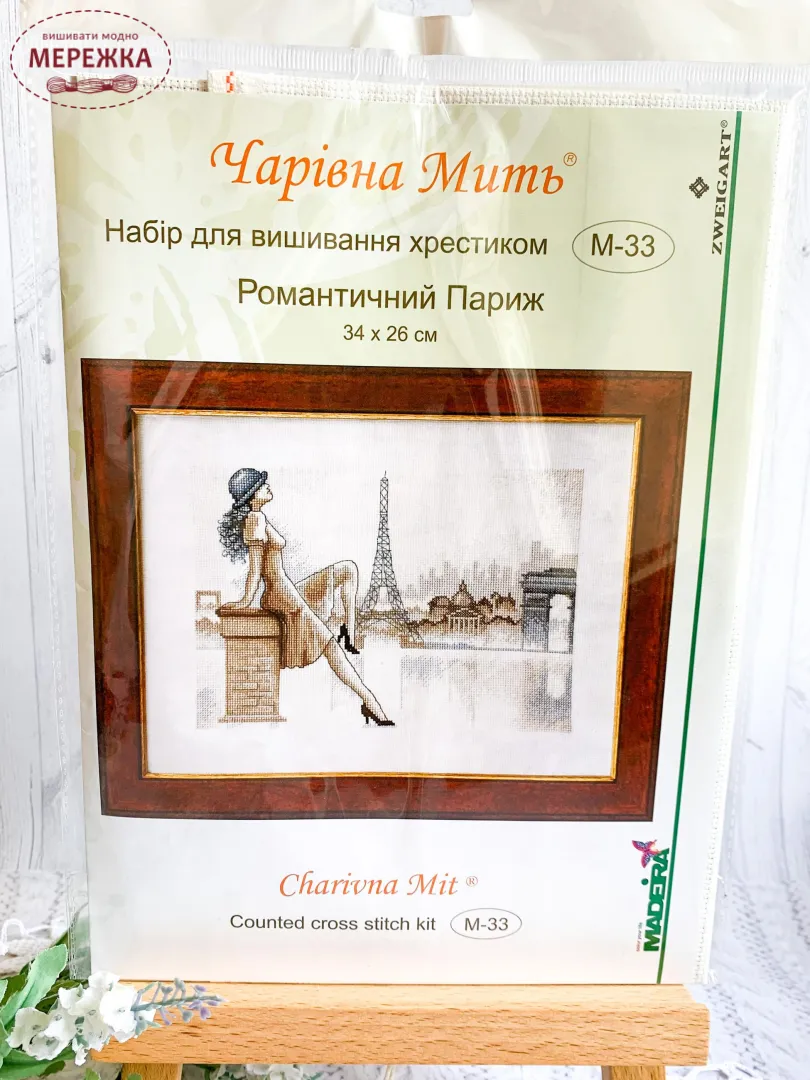 вишивати модно
МЕРЕЖКА
Чарівна Мить®
Набір для вишивання хрестиком М-33
Романтичний Париж
34 х 26 см
ZWEIGART®
Charivna Mit ®
Counted cross stitch kit М-33
MADEIRA